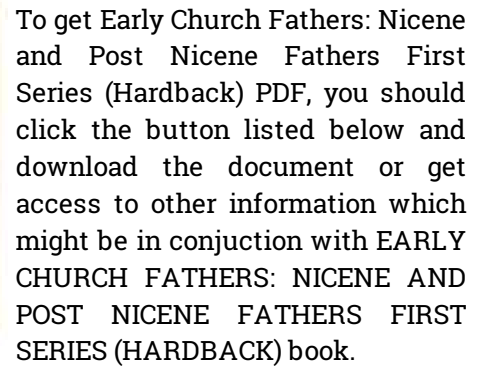 To get Early Church Fathers: Nicene
and Post Nicene Fathers First
Series (Hardback) PDF, you should
click the button listed below and
download the document or get
access to other information which
might be in conjuction with EARLY
CHURCH FATHERS: NICENE AND
POST NICENE FATHERS FIRST
SERIES (HARDBACK) book.